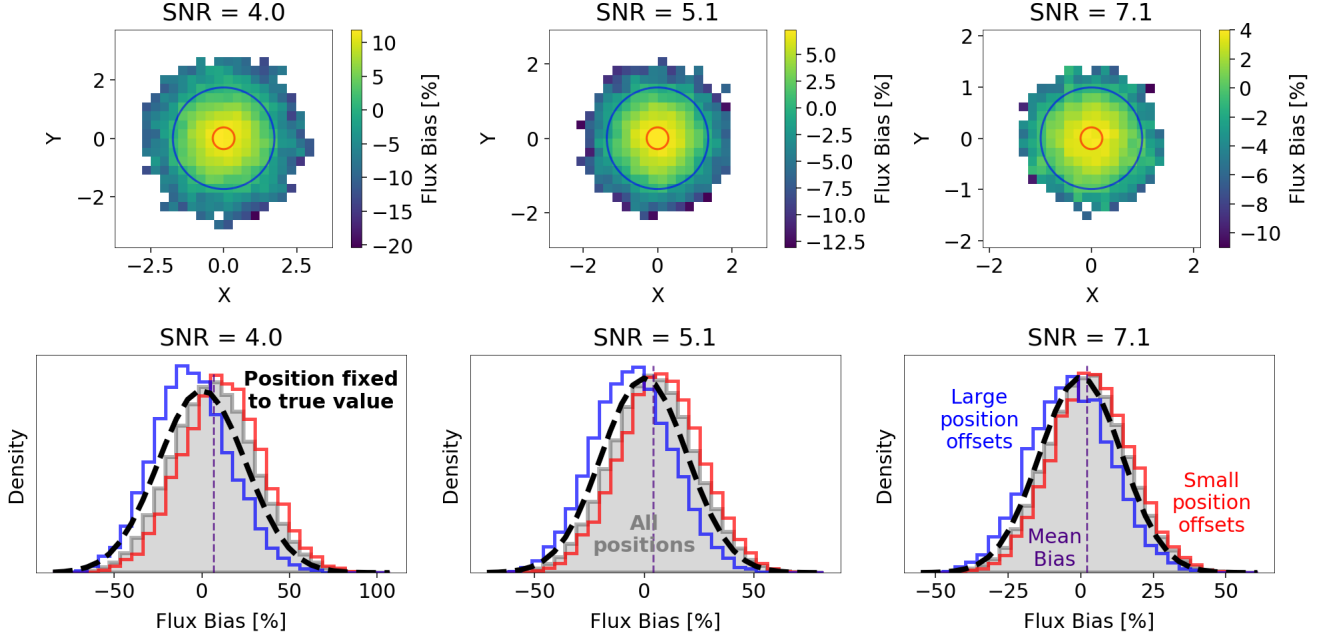 SNR = 4.0
SNR = 5.1
SNR = 7.1
2
0
−2
Y
−2.5
0.0
2.5
X
10
5
0
−5
−10
−15
−20
Flux Bias [%]
2
0
−2
Y
−2
0
2
X
5.0
2.5
0.0
−2.5
−5.0
−7.5
−10.0
−12.5
Flux Bias [%]
2
1
0
−1
−2
Y
−2
0
2
X
4
2
0
−2
−4
−6
−8
−10
Flux Bias [%]
SNR = 4.0
SNR = 5.1
SNR = 7.1
Density
Position fixed
to true value
−50
0
50
100
Flux Bias [%]
Density
All
positions
−50
0
50
Flux Bias [%]
Density
Large
position
offsets
Small
position
offsets
Mean
Bias
−50
−25
0
25
50
Flux Bias [%]